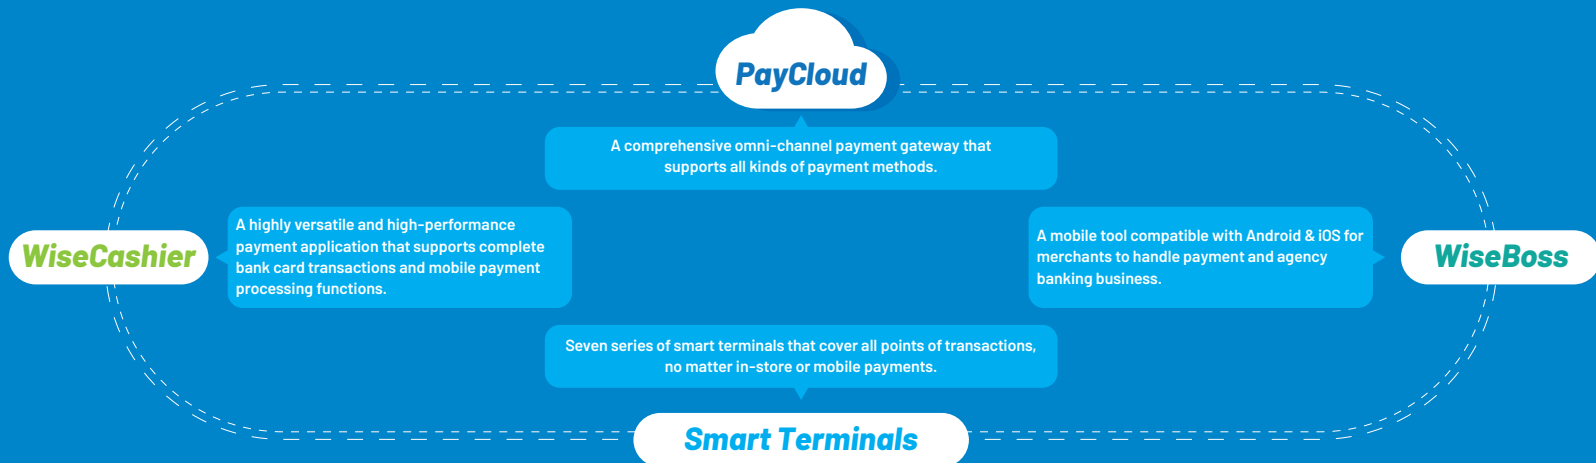 PayCloud
A comprehensive omni-channel payment gateway that
supports all kinds of payment methods.
WiseCashier
A highly versatile and high-performance
payment application that supports complete
bank card transactions and mobile payment
processing functions.
A mobile tool compatible with Android & iOS for
merchants to handle payment and agency
banking business.
WiseBoss
Seven series of smart terminals that cover all points of transactions,
no matter in-store or mobile payments.
Smart Terminals